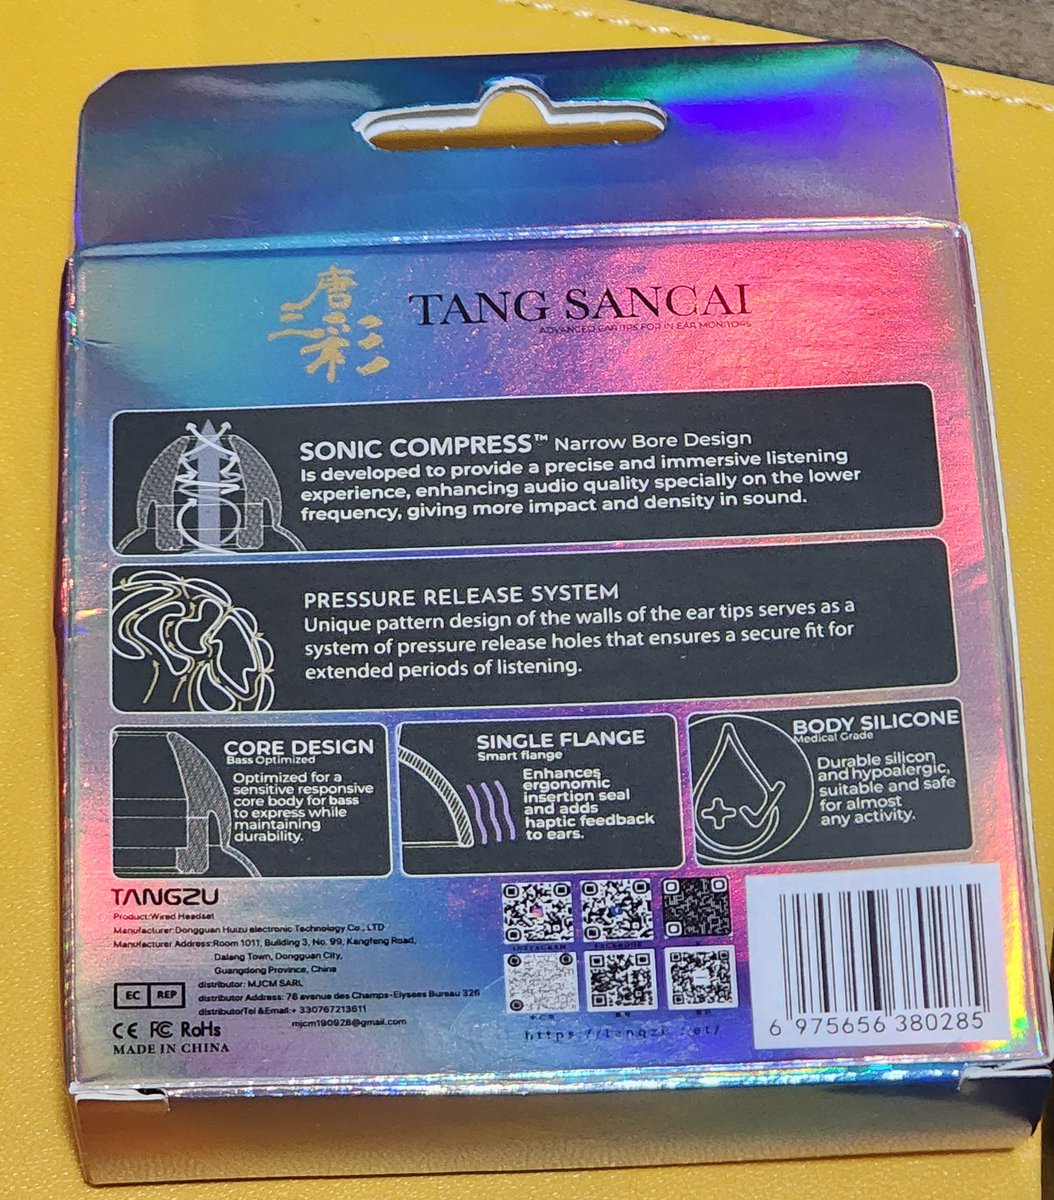 唐三彩
TANG SANCAI
ADVANCED EARTIPS FOR IN EAR MONITORS
SONIC COMPRESS™ Narrow Bore Design
Is developed to provide a precise and immersive listening
experience, enhancing audio quality specially on the lower
frequency, giving more impact and density in sound.
PRESSURE RELEASE SYSTEM
Unique pattern design of the walls of the ear tips serves as a
system of pressure release holes that ensures a secure fit for
extended periods of listening.
CORE DESIGN
Bass Optimized
Optimized for a
sensitive responsive
core body for bass
to express while
maintaining
durability.
SINGLE FLANGE
Smart flange
Enhances
ergonomic
insertion seal
and adds
haptic feedback
to ears.
BODY SILICONE
Medical Grade
Durable silicon
and hypoalergic,
suitable and safe
for almost
any activity.
TANGZU
Product:Wired Headset
Manufacturer:Dongguan Huizu electronic Technology Co., LTD
Manufacturer Address:Room 1011, Building 3, No. 99, Kangfeng Road,
Dalang Town, Dongguan City,
Guangdong Province, China
EC REP
distributor: MJCM SARL
distributor Address: 78 avenue des Champs-Elysees Bureau 326
distributorTel &Email:+ 330767213611
mjcm190928@gmail.com
CE FC RoHs
MADE IN CHINA
INSTAGRAM FACEBOOK X
https://tangzu.net/
6 975656 380285